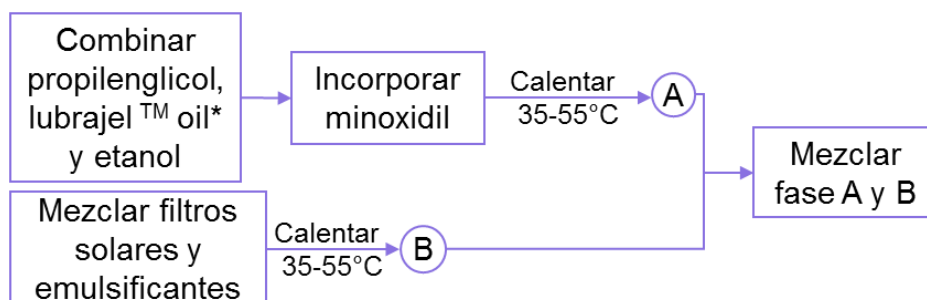 Combinar
propilenglicol,
lubrajel ™ oil*
y etanol
Incorporar
minoxidil
Calentar
35-55°C
A
Mezclar filtros
solares y
emulsificantes
Calentar
35-55°C
B
Mezclar
fase A y B